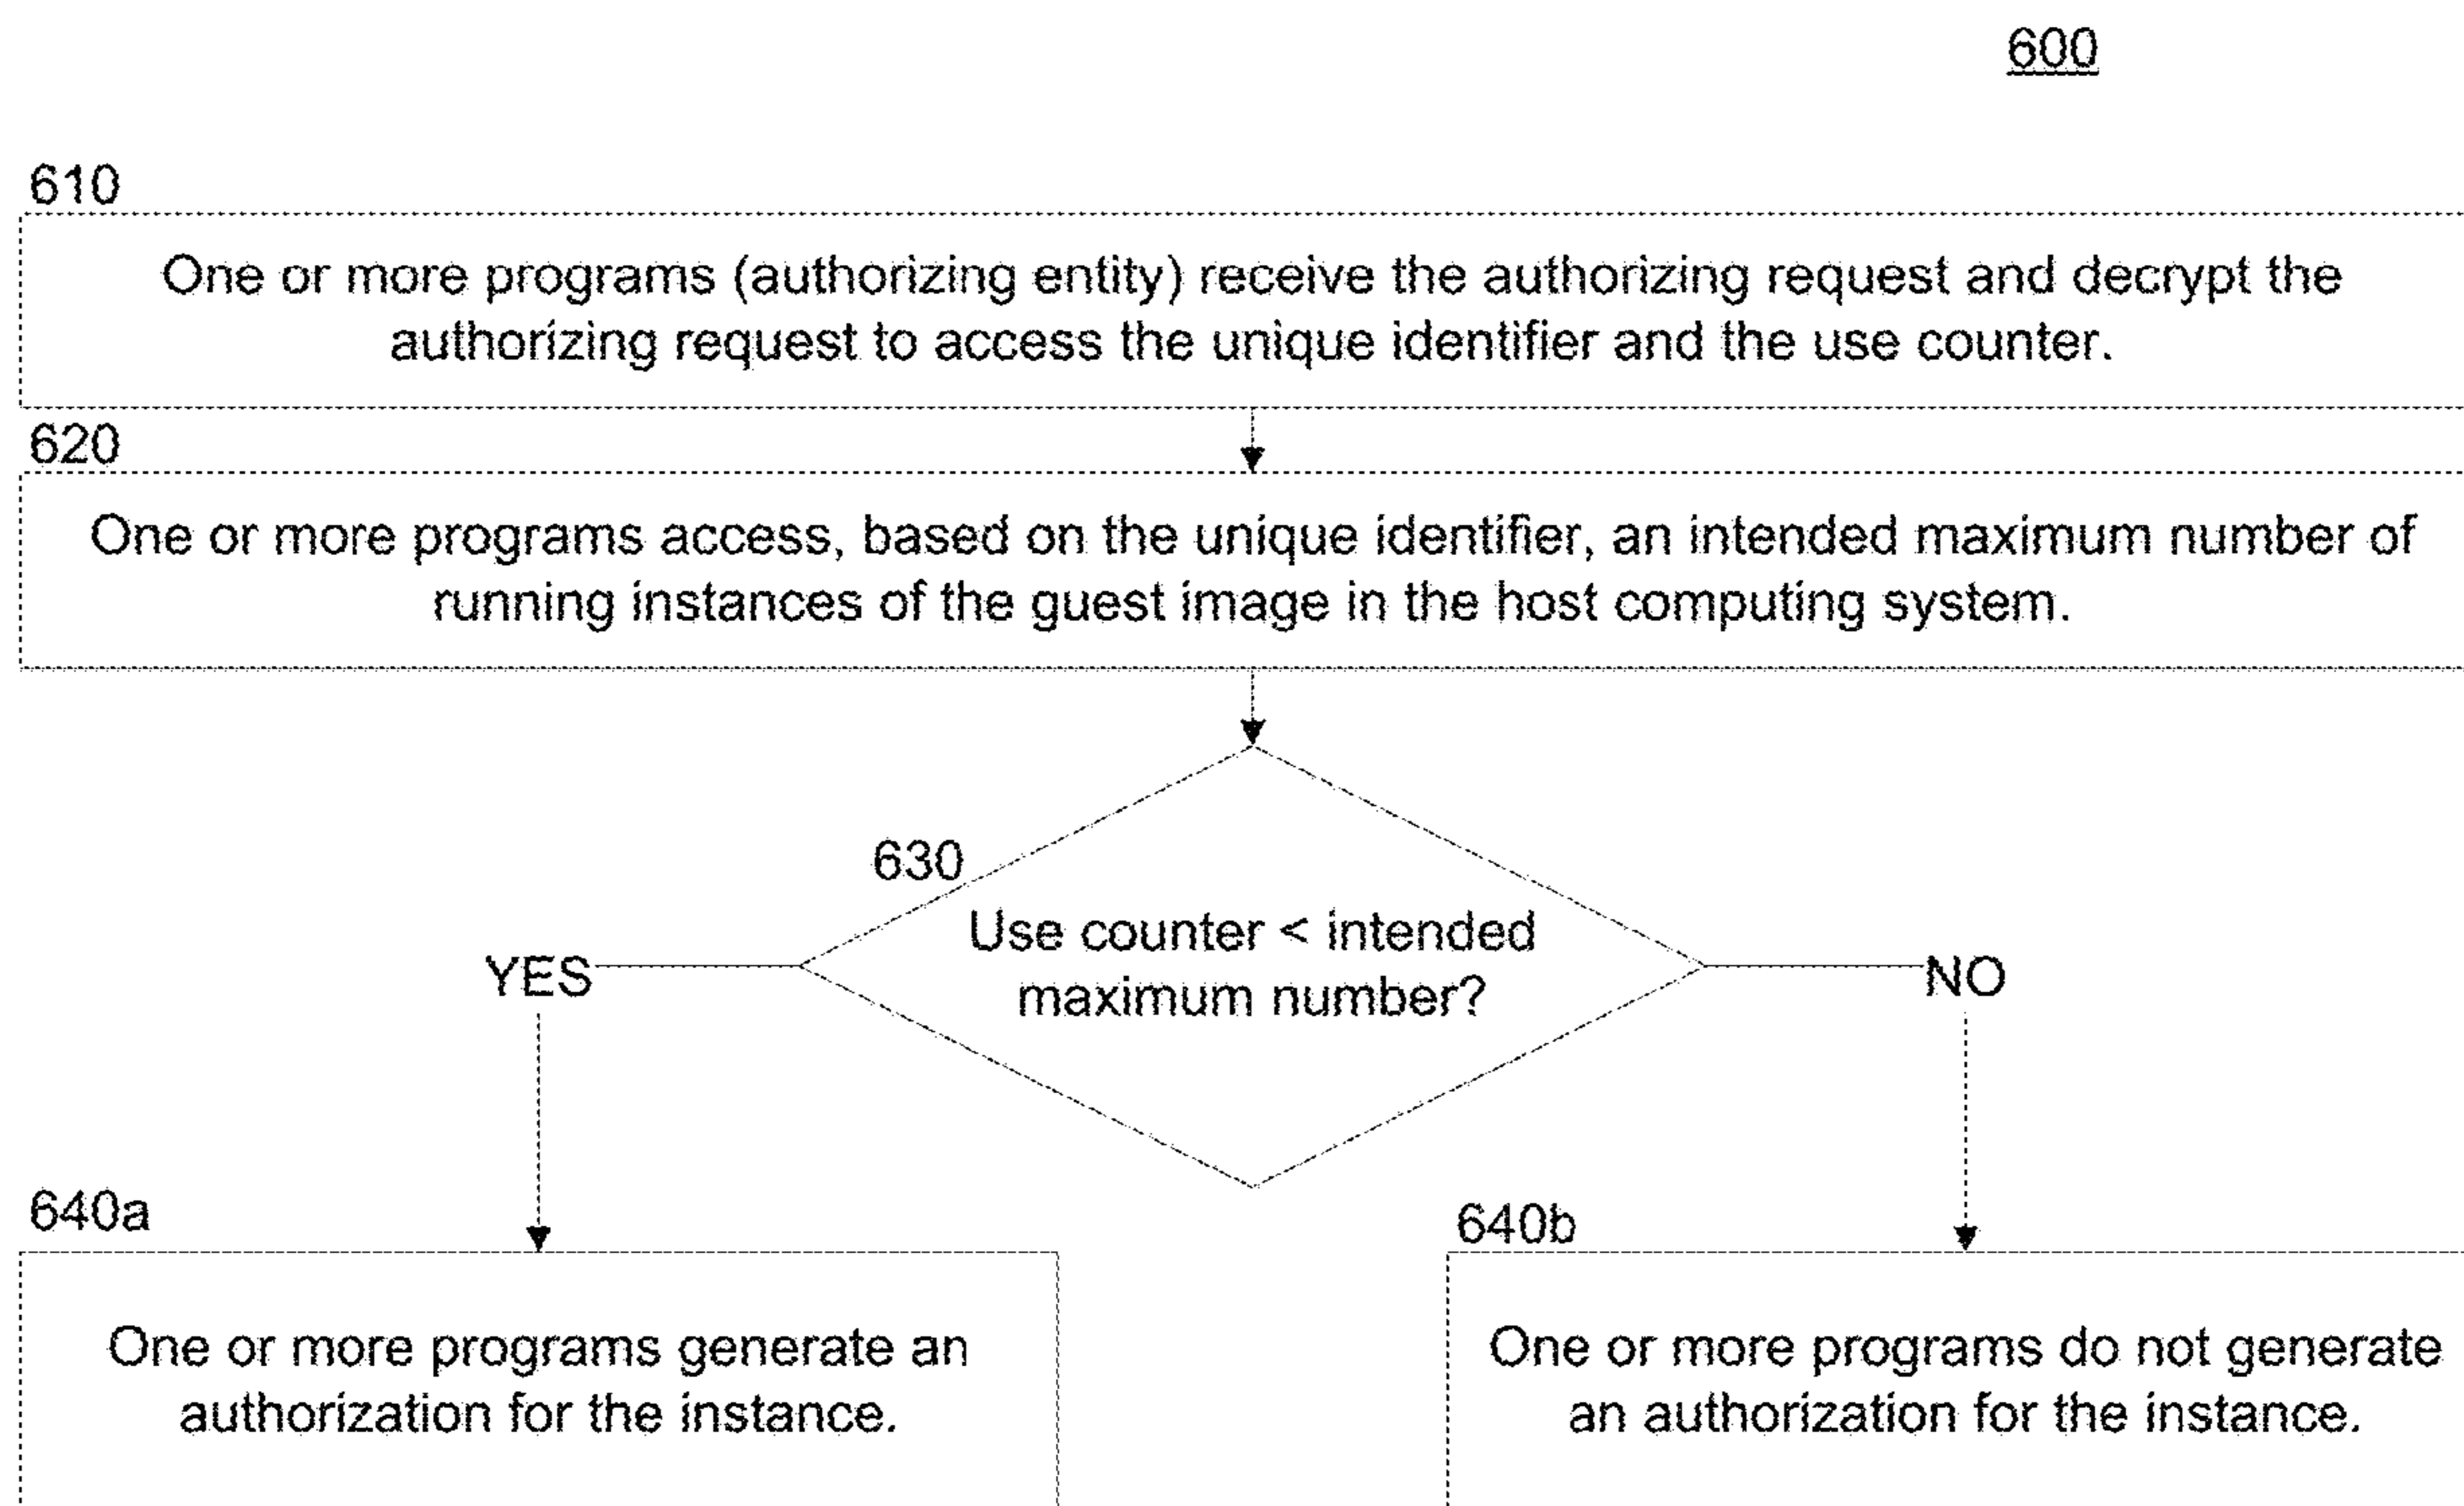 600
610
One or more programs (authorizing entity) receive the authorizing request and decrypt the
authorizing request to access the unique identifier and the use counter.
620
One or more programs access, based on the unique identifier, an intended maximum number of
running instances of the guest image in the host computing system.
630
Use counter < intended
maximum number?
YES
NO
640a
One or more programs generate an
authorization for the instance.
640b
One or more programs do not generate
an authorization for the instance.